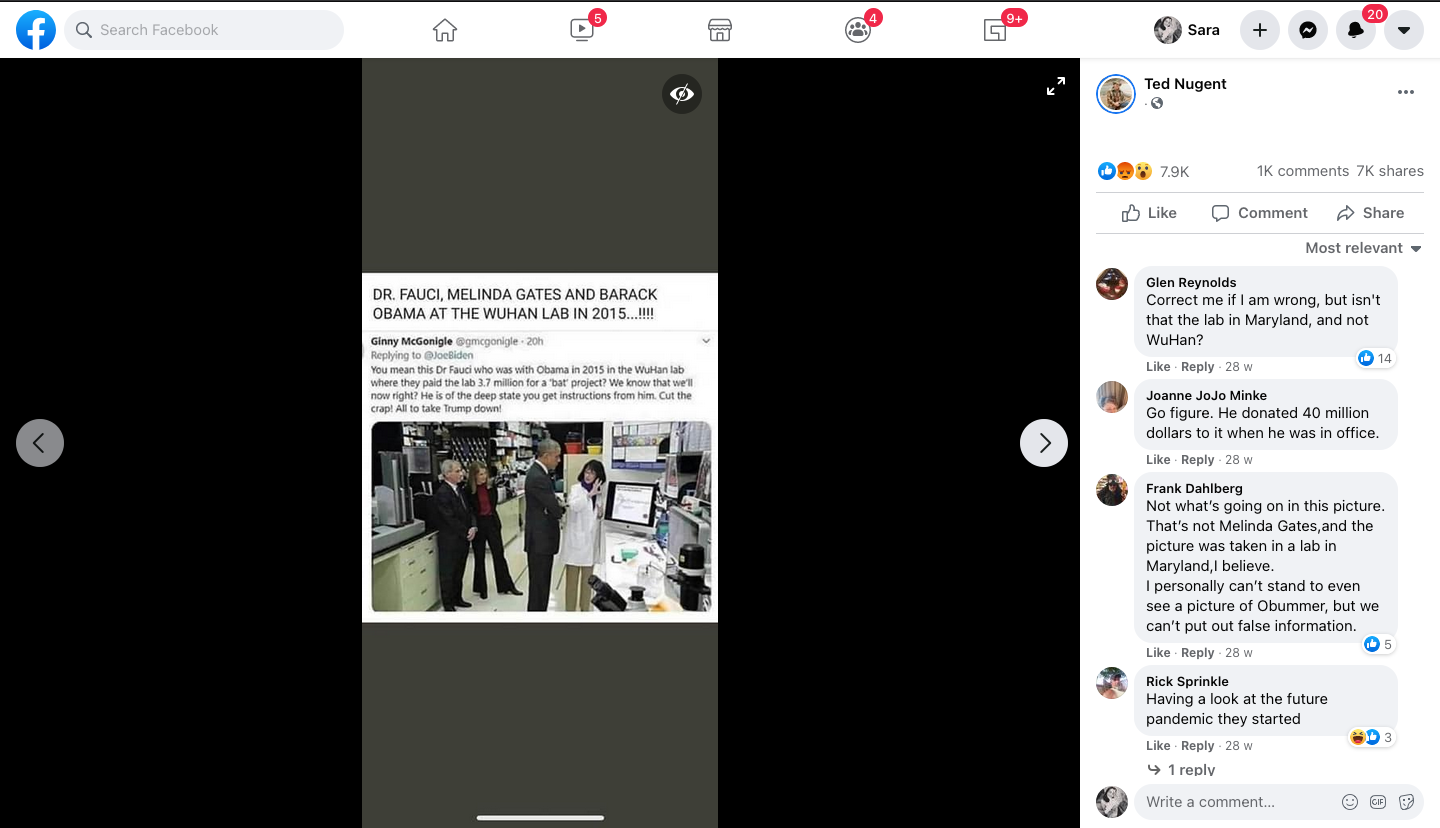 Search Facebook
5
4
9+
Sara
20
Ted Nugent
7.9K
1K comments 7K shares
Like
Comment
Share
Most relevant
DR. FAUCI, MELINDA GATES AND BARACK
OBAMA AT THE WUHAN LAB IN 2015...!!!!
Ginny McGonigle @gmcgonigle · 20h
Replying to @JoeBiden
You mean this Dr Fauci who was with Obama in 2015 in the WuHan lab
where they paid the lab 3.7 million for a 'bat' project? We know that we'll
now right? He is of the deep state you get instructions from him. Cut the
crap! All to take Trump down!
Glen Reynolds
Correct me if I am wrong, but isn't
that the lab in Maryland, and not
WuHan?
14
Like · Reply · 28 w
Joanne JoJo Minke
Go figure. He donated 40 million
dollars to it when he was in office.
Like · Reply · 28 w
Frank Dahlberg
Not what's going on in this picture.
That's not Melinda Gates,and the
picture was taken in a lab in
Maryland,I believe.
I personally can't stand to even
see a picture of Obummer, but we
can't put out false information.
5
Like · Reply · 28 w
Rick Sprinkle
Having a look at the future
pandemic they started
3
Like · Reply · 28 w
1 reply
Write a comment...
GIF